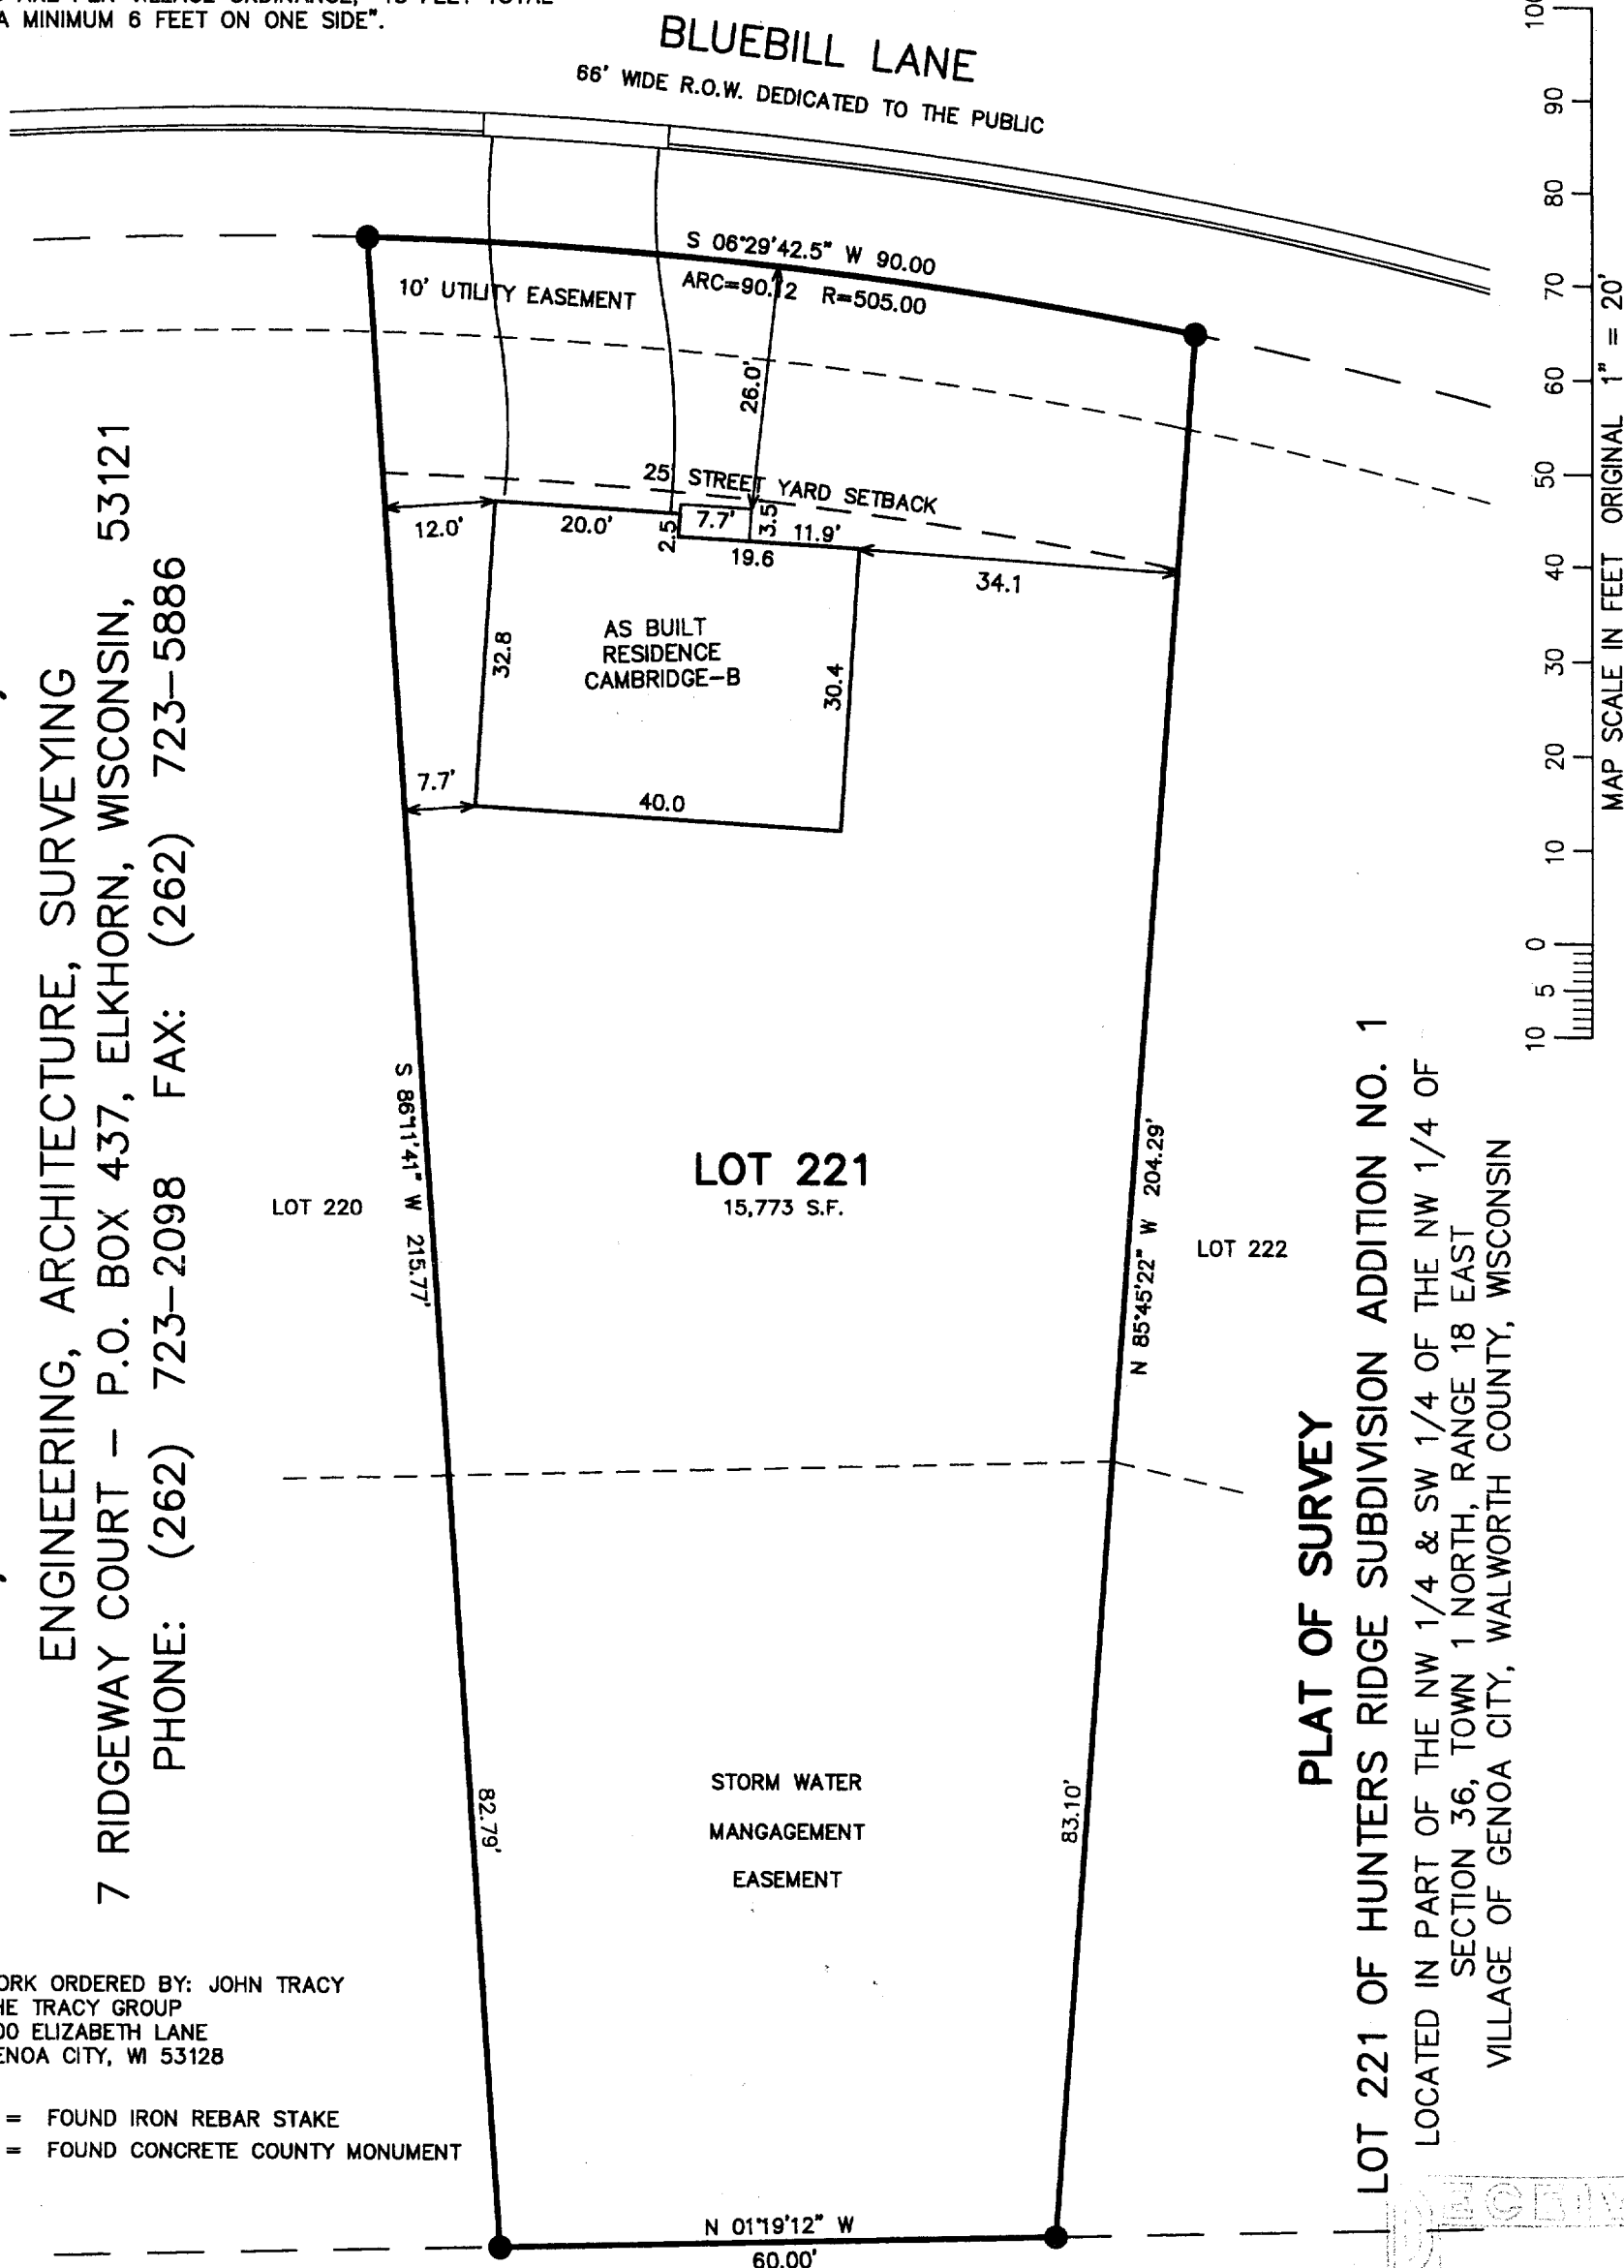 A MINIMUM 6 FEET ON ONE SIDE".
BLUEBILL LANE
66' WIDE R.O.W. DEDICATED TO THE PUBLIC
S 06°29'42.5" W 90.00
ARC=90.12 R=505.00
10' UTILITY EASEMENT
26.0'
25' STREET YARD SETBACK
12.0'
20.0'
2.5
7.7'
3.5
11.9'
19.6
34.1
32.8
AS BUILT
RESIDENCE
CAMBRIDGE-B
30.4
7.7'
40.0
S 86°11'41" W 215.77'
LOT 220
LOT 221
15,773 S.F.
N 85°45'22" W 204.29'
LOT 222
82.79'
STORM WATER
MANGAGEMENT
EASEMENT
83.10'
N 01°19'12" W
60.00'
ENGINEERING, ARCHITECTURE, SURVEYING
7 RIDGEWAY COURT – P.O. BOX 437, ELKHORN, WISCONSIN, 53121
PHONE: (262) 723–2098 FAX: (262) 723–5886
ORK ORDERED BY: JOHN TRACY
HE TRACY GROUP
00 ELIZABETH LANE
ENOA CITY, WI 53128
= FOUND IRON REBAR STAKE
= FOUND CONCRETE COUNTY MONUMENT
PLAT OF SURVEY
LOT 221 OF HUNTERS RIDGE SUBDIVISION ADDITION NO. 1
LOCATED IN PART OF THE NW 1/4 & SW 1/4 OF THE NW 1/4 OF
SECTION 36, TOWN 1 NORTH, RANGE 18 EAST
VILLAGE OF GENOA CITY, WALWORTH COUNTY, WISCONSIN
10 5 0 10 20 30 40 50 60 70 80 90 100
MAP SCALE IN FEET ORIGINAL 1" = 20'